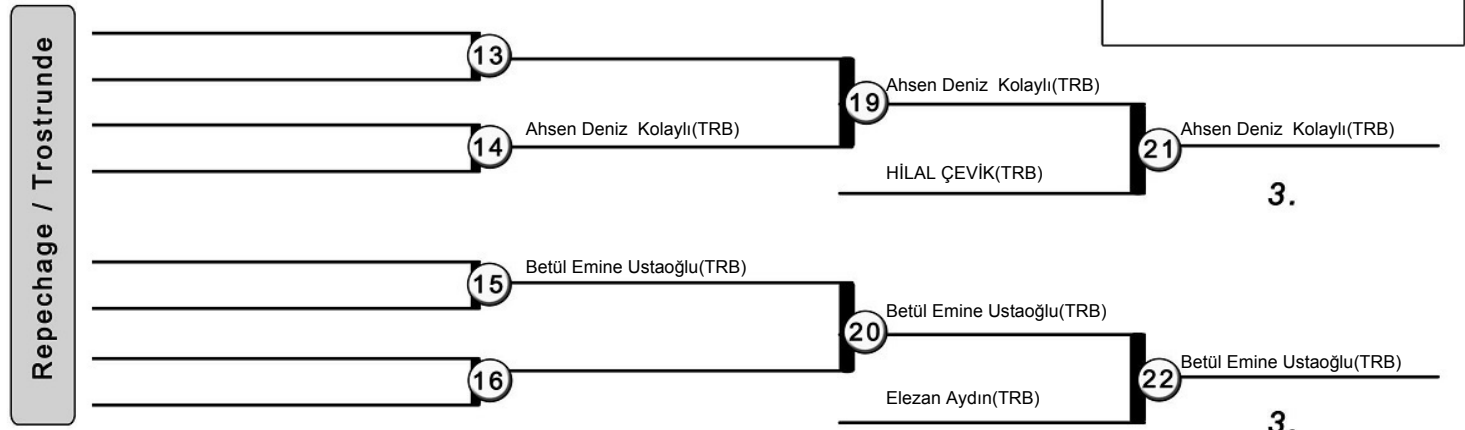 Repechage / Trostrunde
13
Ahsen Deniz Kolaylı(TRB)
14
19
Ahsen Deniz Kolaylı(TRB)
HİLAL ÇEVİK(TRB)
21
Ahsen Deniz Kolaylı(TRB)
3.
15
Betül Emine Ustaoğlu(TRB)
16
20
Betül Emine Ustaoğlu(TRB)
Elezan Aydın(TRB)
22
Betül Emine Ustaoğlu(TRB)
3.